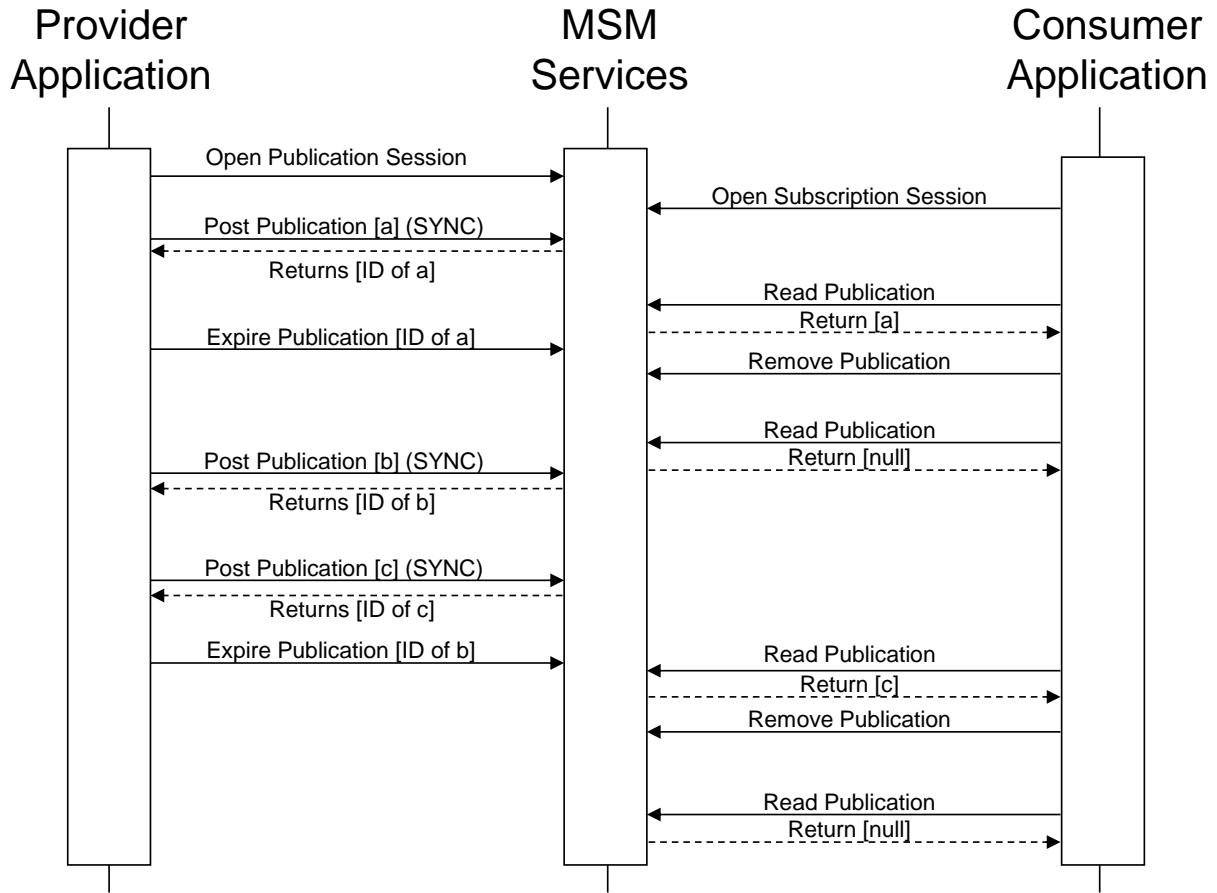 Provider
Application
MSM
Services
Consumer
Application
Open Publication Session
Open Subscription Session
Post Publication [a] (SYNC)
Returns [ID of a]
Read Publication
Return [a]
Expire Publication [ID of a]
Remove Publication
Read Publication
Return [null]
Post Publication [b] (SYNC)
Returns [ID of b]
Post Publication [c] (SYNC)
Returns [ID of c]
Expire Publication [ID of b]
Read Publication
Return [c]
Remove Publication
Read Publication
Return [null]